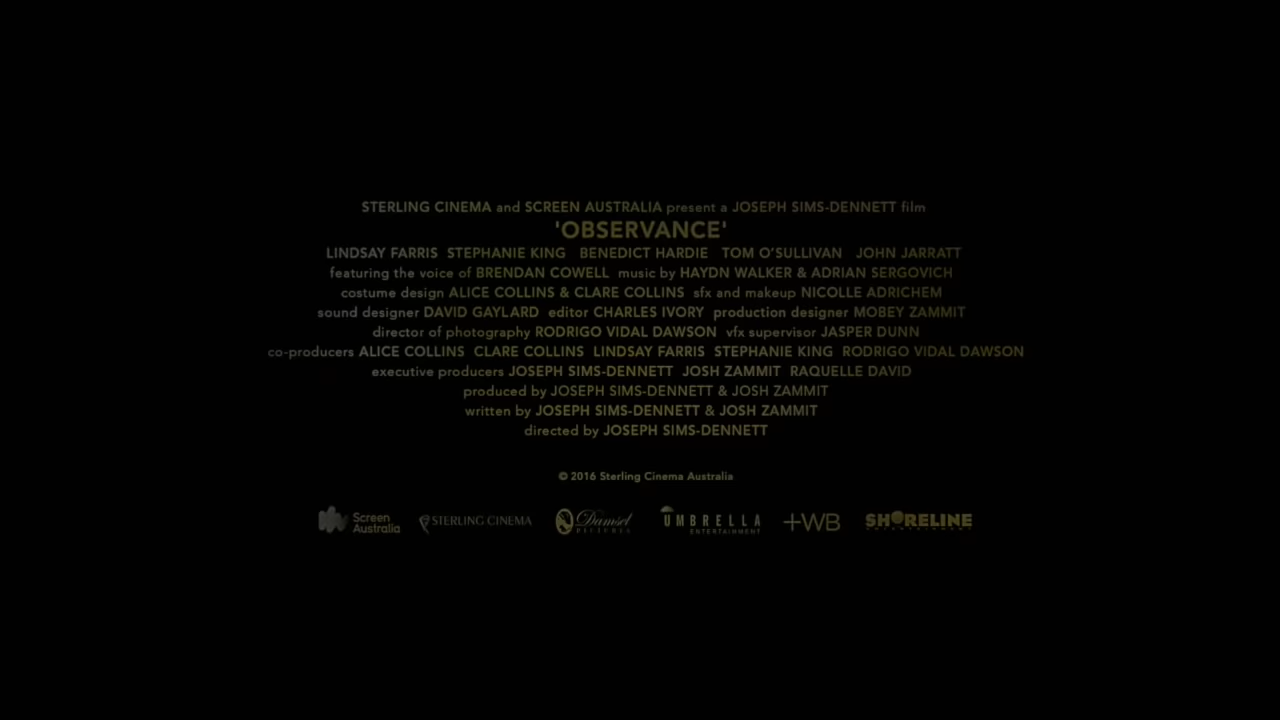 STERLING CINEMA and SCREEN AUSTRALIA present a JOSEPH SIMS-DENNETT film
'OBSERVANCE'
LINDSAY FARRIS STEPHANIE KING BENEDICT HARDIE TOM O'SULLIVAN JOHN JARRATT
featuring the voice of BRENDAN COWELL music by HAYDN WALKER & ADRIAN SERGOVICH
costume design ALICE COLLINS & CLARE COLLINS sfx and makeup NICOLLE ADRICHEM
sound designer DAVID GAYLARD editor CHARLES IVORY production designer MOBEY ZAMMIT
director of photography RODRIGO VIDAL DAWSON vfx supervisor JASPER DUNN
co-producers ALICE COLLINS CLARE COLLINS LINDSAY FARRIS STEPHANIE KING RODRIGO VIDAL DAWSON
executive producers JOSEPH SIMS-DENNETT JOSH ZAMMIT RAQUELLE DAVID
produced by JOSEPH SIMS-DENNETT & JOSH ZAMMIT
written by JOSEPH SIMS-DENNETT & JOSH ZAMMIT
directed by JOSEPH SIMS-DENNETT
© 2016 Sterling Cinema Australia
Screen Australia
STERLING CINEMA
Damsel PICTURES
UMBRELLA ENTERTAINMENT
+WB
SHORELINE ENTERTAINMENT